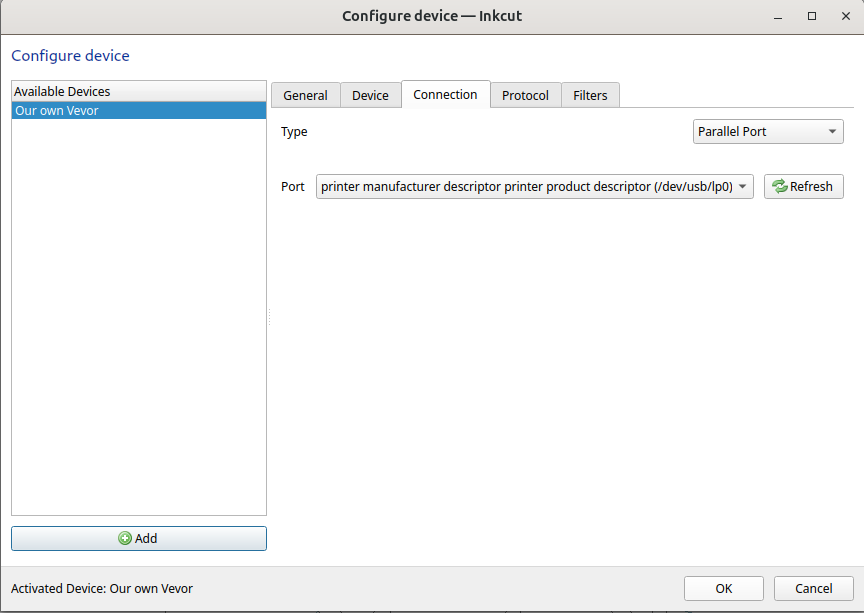 Configure device — Inkcut
Configure device
Available Devices
Our own Vevor
General Device Connection Protocol Filters
Type Parallel Port
Port printer manufacturer descriptor printer product descriptor (/dev/usb/lp0) Refresh
Add
Activated Device: Our own Vevor
OK Cancel